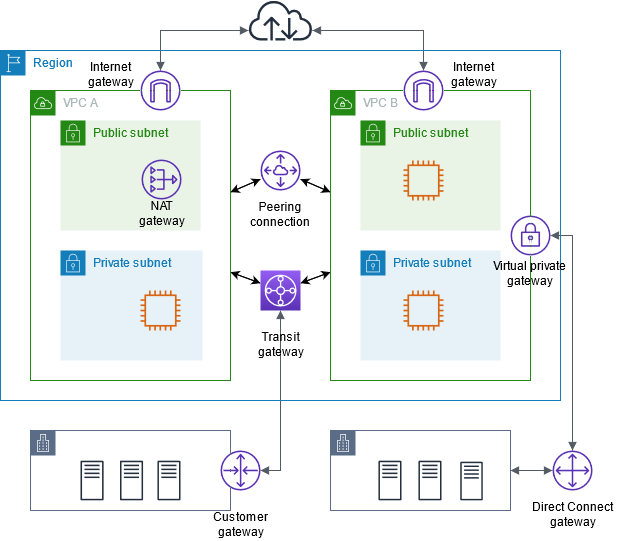 Region
Internet
gateway
Internet
gateway
VPC A
VPC B
Public subnet
Public subnet
NAT
gateway
Peering
connection
Private subnet
Private subnet
Virtual private
gateway
Transit
gateway
Customer
gateway
Direct Connect
gateway